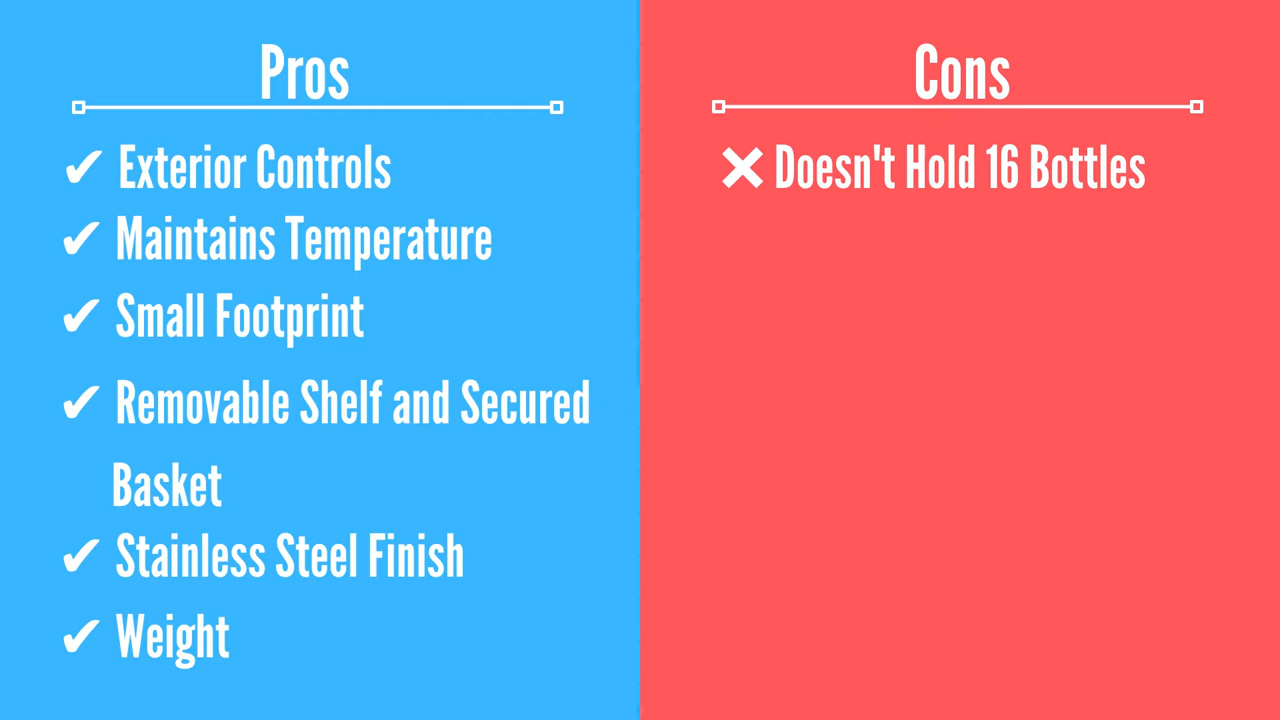 Pros
✔ Exterior Controls
✔ Maintains Temperature
✔ Small Footprint
✔ Removable Shelf and Secured
Basket
✔ Stainless Steel Finish
✔ Weight
Cons
✖ Doesn't Hold 16 Bottles